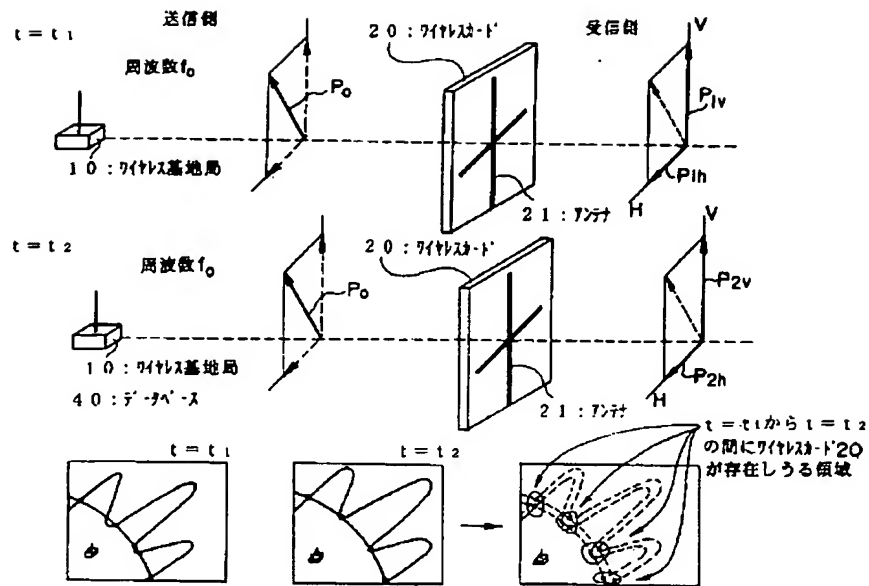 送信側
受信側
t = t₁
周波数f₀
P₀
20:ワイヤレスカード
V
P1v
P1h
H
10:ワイヤレス基地局
21:アンテナ
t = t₂
周波数f₀
P₀
20:ワイヤレスカード
V
P2v
P2h
H
10:ワイヤレス基地局
40:データベース
21:アンテナ
t = t₁
t = t₂
t = t₁からt = t₂
の間にワイヤレスカード20
が存在しうる領域